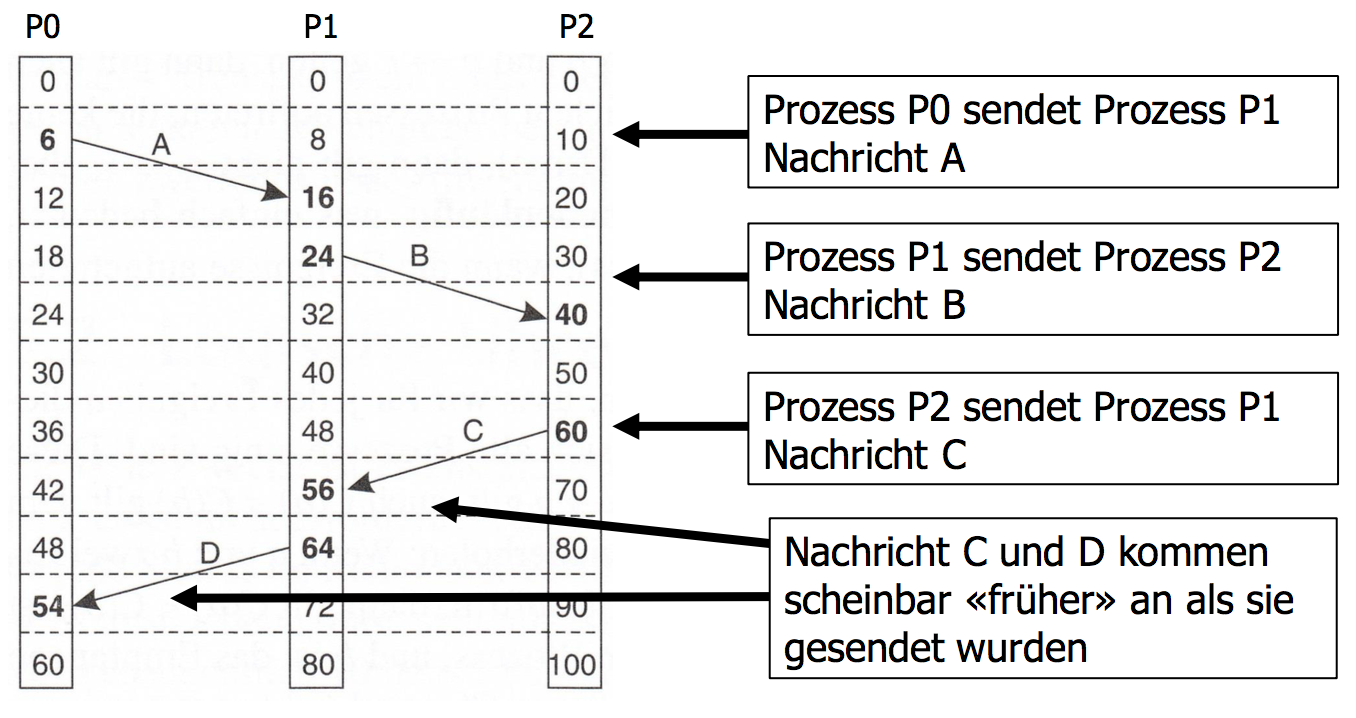 P0 P1 P2
0 0 0
6 A 8 10
12 16 20
18 24 B 30
24 32 40
30 40 50
36 48 C 60
42 56 70
48 D 64 80
54 72 90
60 80 100
Prozess P0 sendet Prozess P1
Nachricht A
Prozess P1 sendet Prozess P2
Nachricht B
Prozess P2 sendet Prozess P1
Nachricht C
Nachricht C und D kommen
scheinbar «früher» an als sie
gesendet wurden